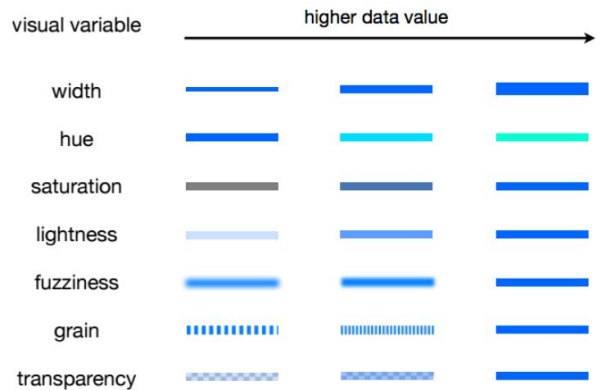 visual variable
higher data value
width
hue
saturation
lightness
fuzziness
grain
transparency